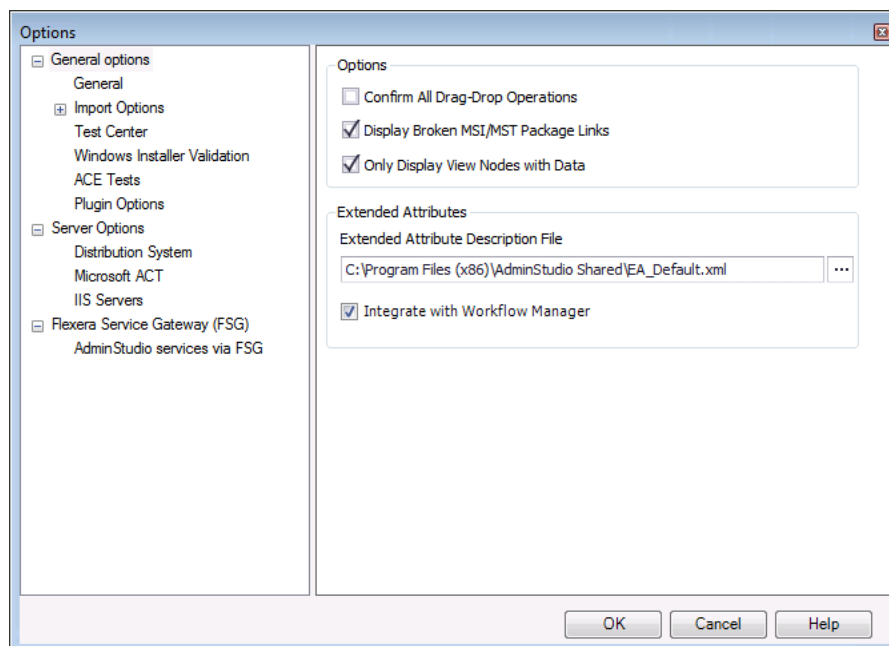 Options
General options
General
Import Options
Test Center
Windows Installer Validation
ACE Tests
Plugin Options
Server Options
Distribution System
Microsoft ACT
IIS Servers
Flexera Service Gateway (FSG)
AdminStudio services via FSG
Options
Confirm All Drag-Drop Operations
Display Broken MSI/MST Package Links
Only Display View Nodes with Data
Extended Attributes
Extended Attribute Description File
C:\Program Files (x86)\AdminStudio Shared\EA_Default.xml ...
Integrate with Workflow Manager
OK Cancel Help